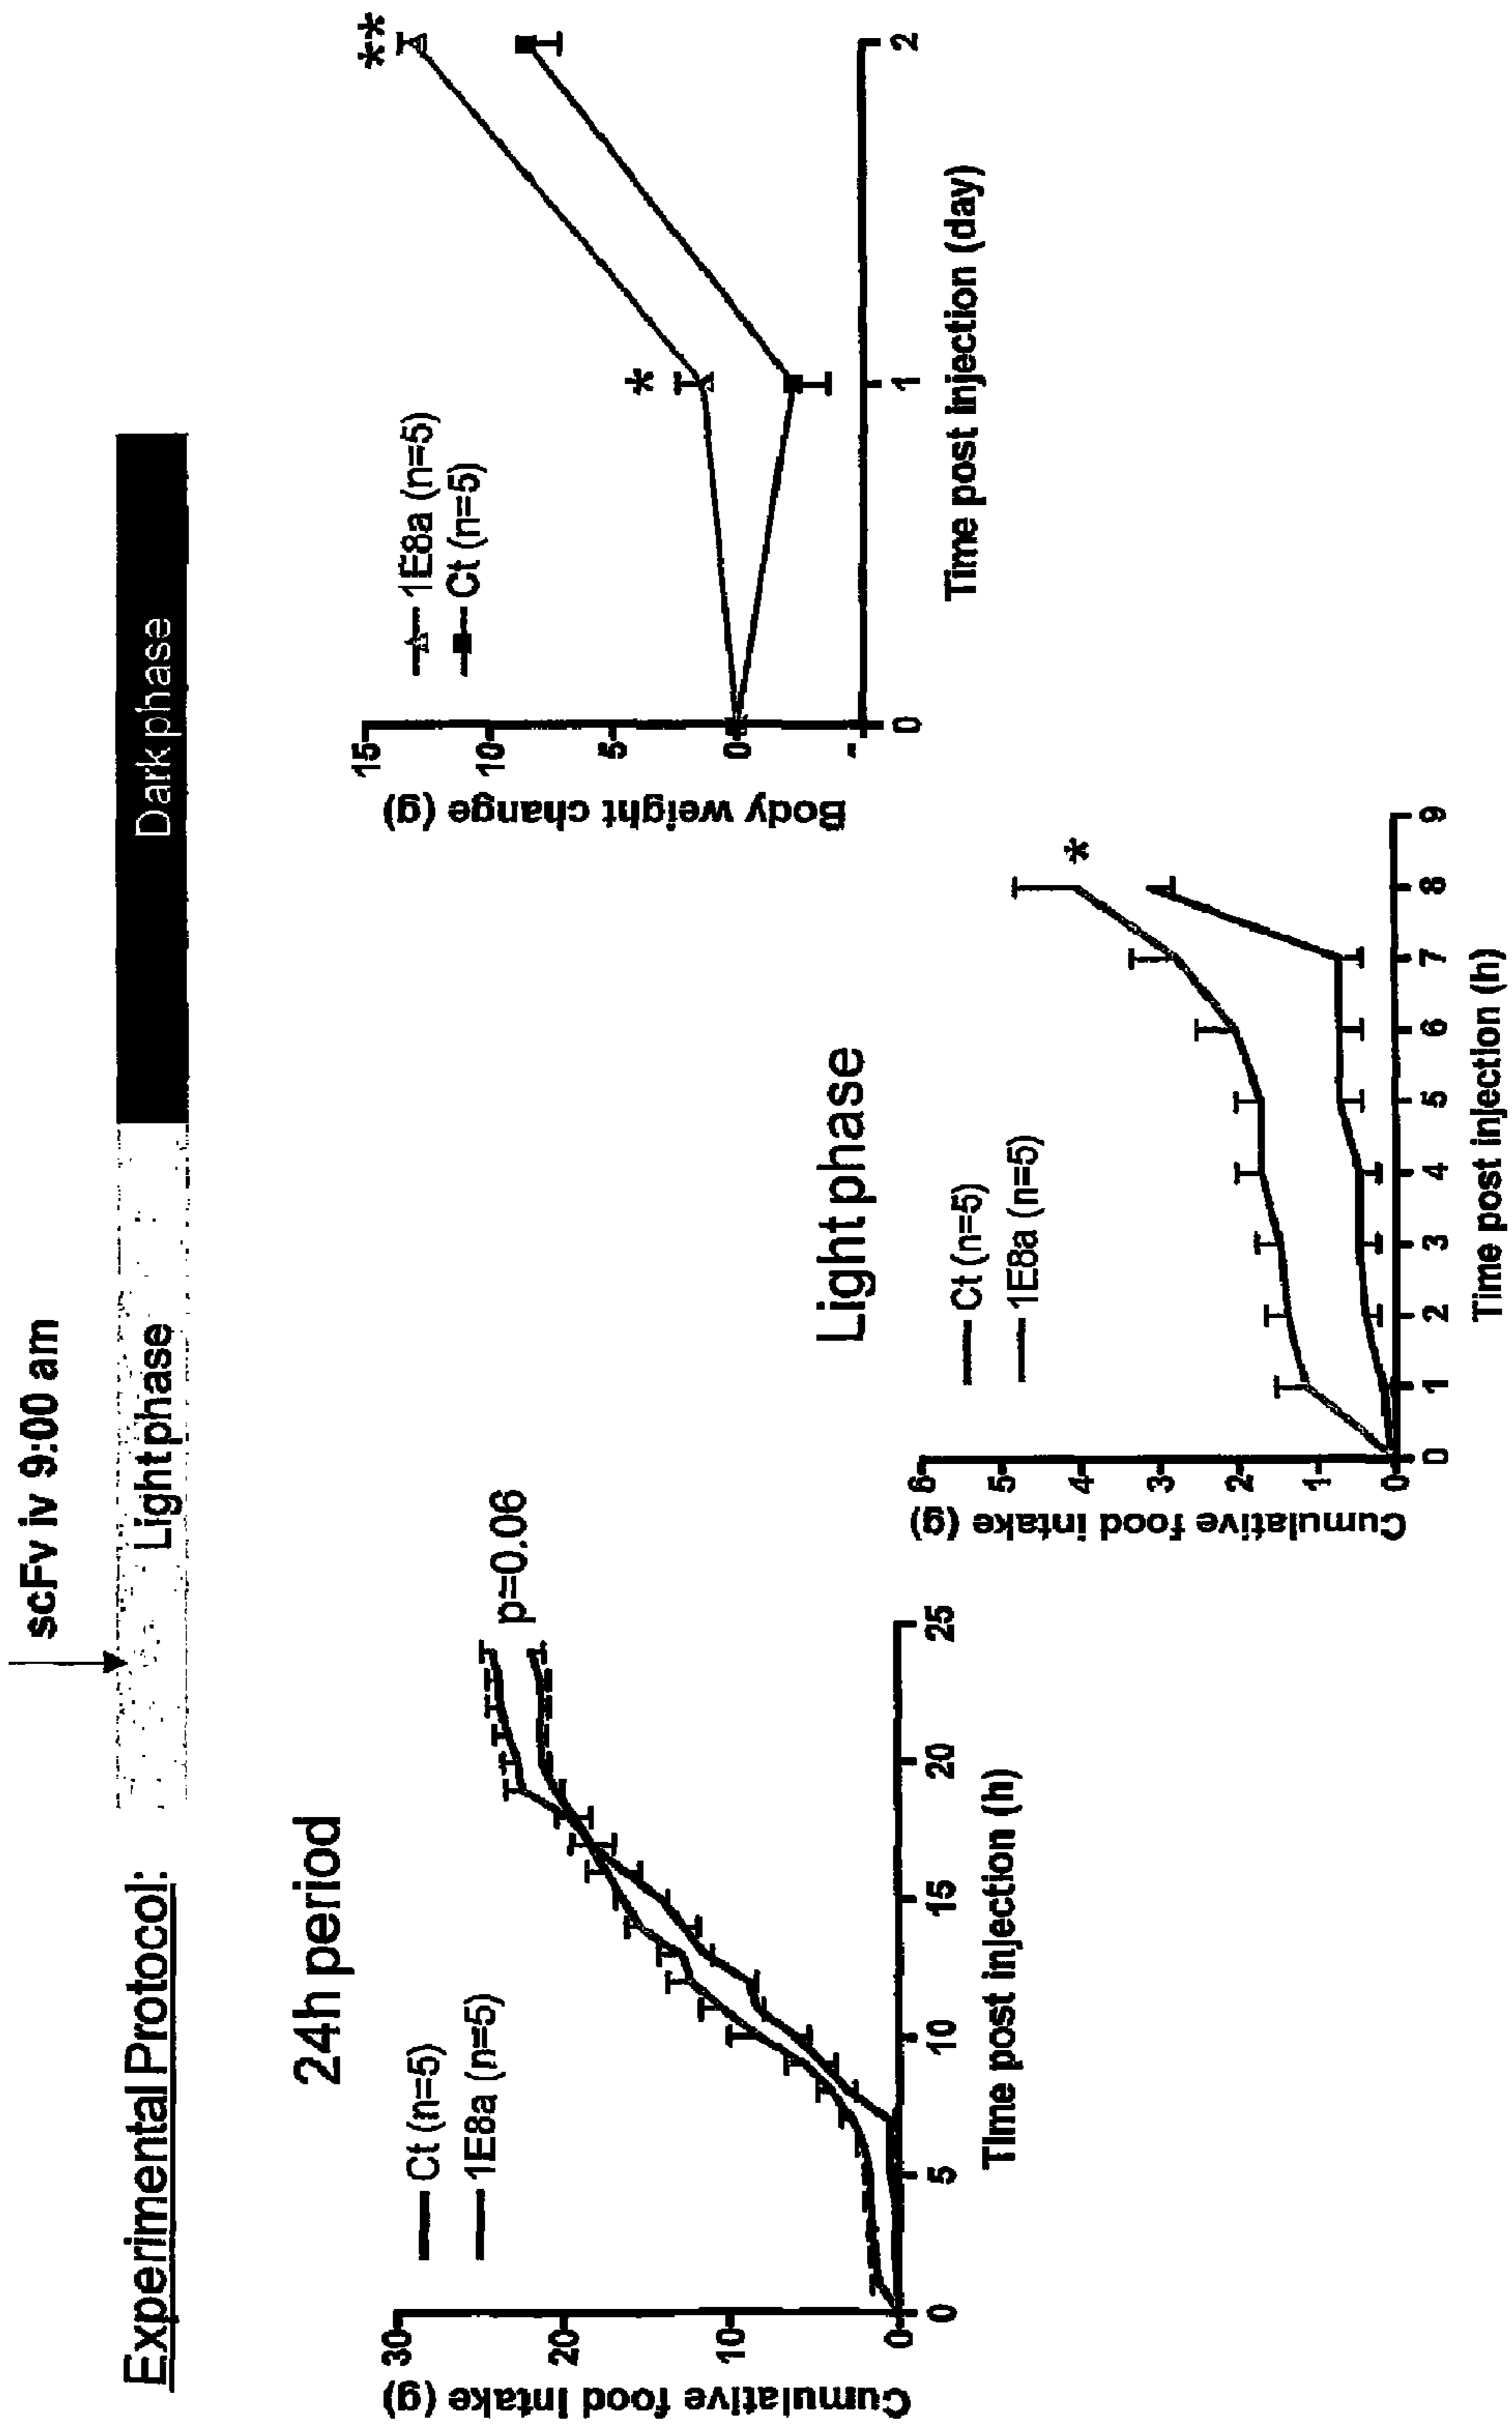 scFv iv 9:00 am
Experimental Protocol:
Light phase
Dark phase
24h period
Ct (n=5)
1E8a (n=5)
p=0.06
Cumulative food intake (g)
30
20
10
0
0 5 10 15 20 25
Time post injection (h)
1E8a (n=5)
Ct (n=5)
*
**
Body weight change (g)
15
10
5
0
-
0 1 2
Time post injection (day)
Light phase
Ct (n=5)
1E8a (n=5)
*
Cumulative food intake (g)
6
5
4
3
2
1
0
0 1 2 3 4 5 6 7 8 9
Time post injection (h)